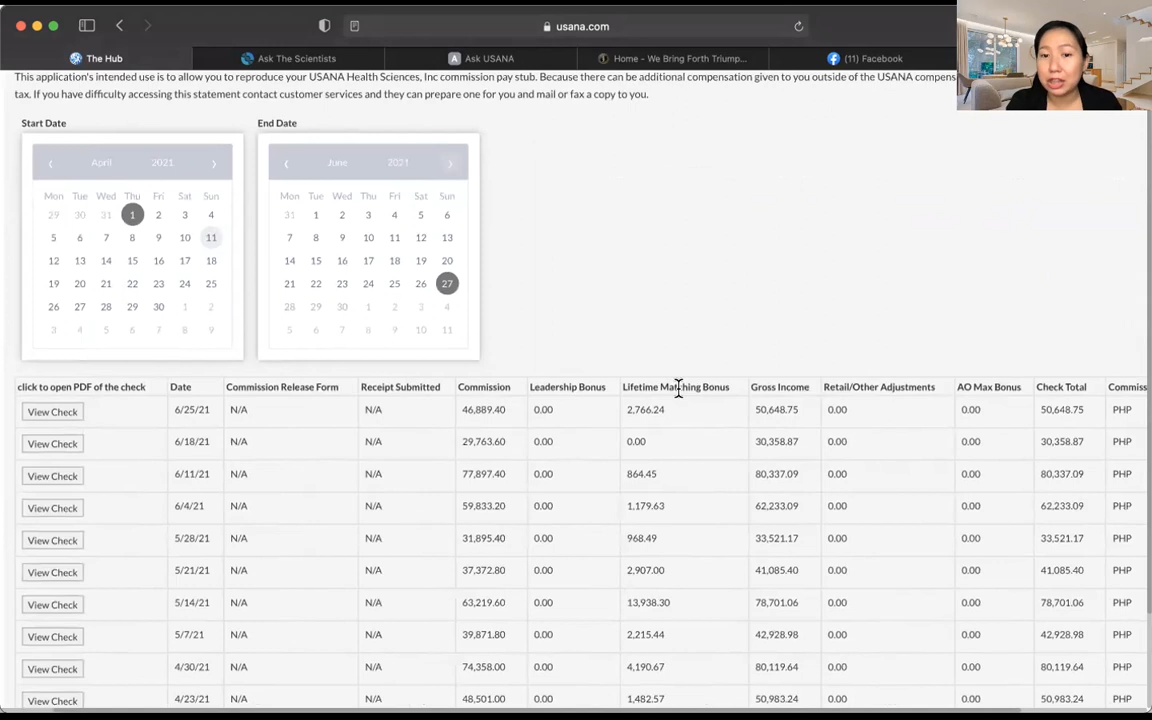 usana.com
The Hub
Ask The Scientists
Ask USANA
Home - We Bring Forth Triump...
(11) Facebook
This application's intended use is to allow you to reproduce your USANA Health Sciences, Inc commission pay stub. Because there can be additional compensation given to you outside of the USANA compens
tax. If you have difficulty accessing this statement contact customer services and they can prepare one for you and mail or fax a copy to you.
Start Date End Date
April 2021 June 2021
Mon Tue Wed Thu Fri Sat Sun Mon Tue Wed Thu Fri Sat Sun
29 30 31 1 2 3 4 31 1 2 3 4 5 6
5 6 7 8 9 10 11 7 8 9 10 11 12 13
12 13 14 15 16 17 18 14 15 16 17 18 19 20
19 20 21 22 23 24 25 21 22 23 24 25 26 27
26 27 28 29 30 1 2 28 29 30 1 2 3 4
3 4 5 6 7 8 9 5 6 7 8 9 10 11
click to open PDF of the check Date Commission Release Form Receipt Submitted Commission Leadership Bonus Lifetime Matching Bonus Gross Income Retail/Other Adjustments AO Max Bonus Check Total Commiss
View Check 6/25/21 N/A N/A 46,889.40 0.00 2,766.24 50,648.75 0.00 0.00 50,648.75 PHP
View Check 6/18/21 N/A N/A 29,763.60 0.00 0.00 30,358.87 0.00 0.00 30,358.87 PHP
View Check 6/11/21 N/A N/A 77,897.40 0.00 864.45 80,337.09 0.00 0.00 80,337.09 PHP
View Check 6/4/21 N/A N/A 59,833.20 0.00 1,179.63 62,233.09 0.00 0.00 62,233.09 PHP
View Check 5/28/21 N/A N/A 31,895.40 0.00 968.49 33,521.17 0.00 0.00 33,521.17 PHP
View Check 5/21/21 N/A N/A 37,372.80 0.00 2,907.00 41,085.40 0.00 0.00 41,085.40 PHP
View Check 5/14/21 N/A N/A 63,219.60 0.00 13,938.30 78,701.06 0.00 0.00 78,701.06 PHP
View Check 5/7/21 N/A N/A 39,871.80 0.00 2,215.44 42,928.98 0.00 0.00 42,928.98 PHP
View Check 4/30/21 N/A N/A 74,358.00 0.00 4,190.67 80,119.64 0.00 0.00 80,119.64 PHP
View Check 4/23/21 N/A N/A 48,501.00 0.00 1,482.57 50,983.24 0.00 0.00 50,983.24 PHP